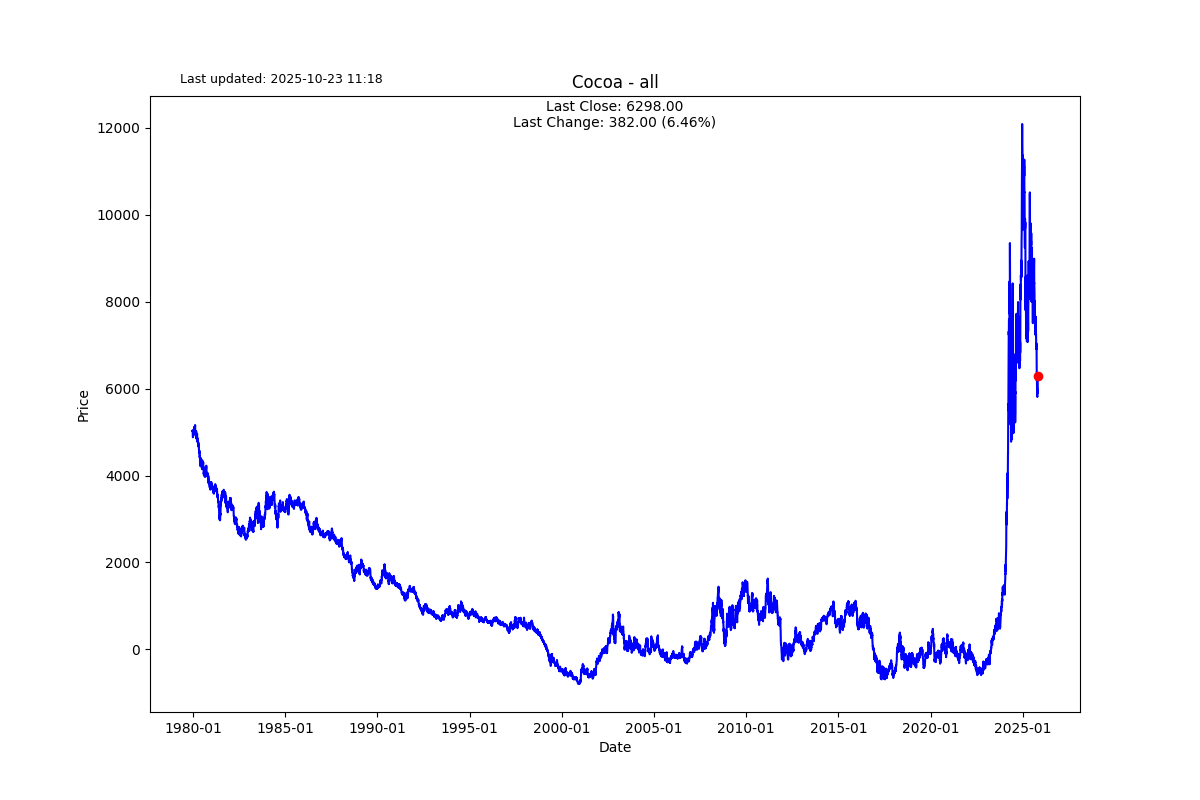 Last updated: 2025-10-23 11:18
Cocoa - all
Last Close: 6298.00
Last Change: 382.00 (6.46%)
12000
10000
8000
6000
4000
2000
0
Price
1980-01 1985-01 1990-01 1995-01 2000-01 2005-01 2010-01 2015-01 2020-01 2025-01
Date